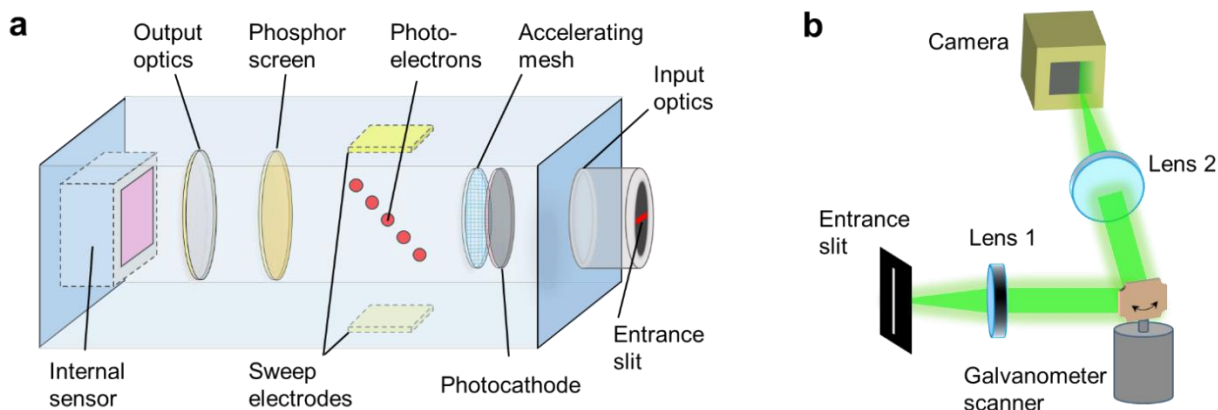 a
Output
optics
Phosphor
screen
Photo-
electrons
Accelerating
mesh
Input
optics
Internal
sensor
Sweep
electrodes
Photocathode
Entrance
slit
b
Camera
Lens 2
Entrance
slit
Lens 1
Galvanometer
scanner